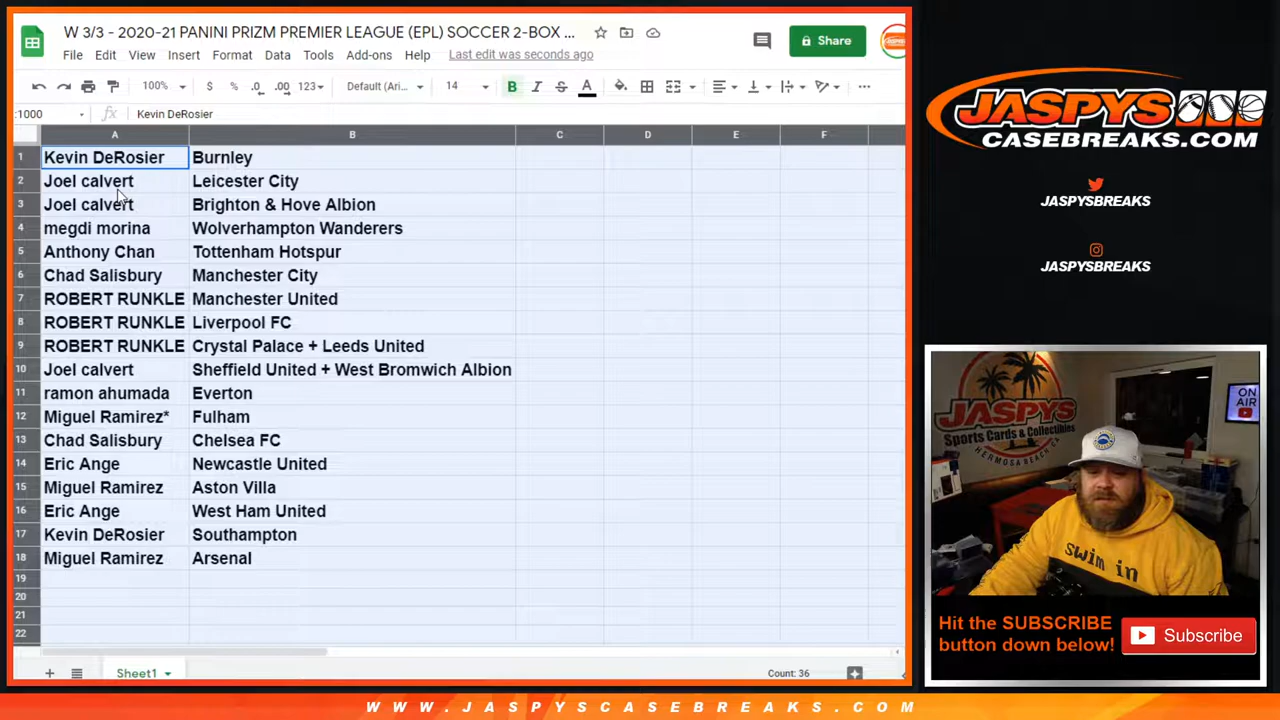 W 3/3 - 2020-21 PANINI PRIZM PREMIER LEAGUE (EPL) SOCCER 2-BOX ...
Share
File Edit View Insert Format Data Tools Add-ons Help Last edit was seconds ago
100% $ % .0 .00 123 Default (Ari... 14 B I S A
:1000 fx Kevin DeRosier
A B C D E F
1 Kevin DeRosier Burnley
2 Joel calvert Leicester City
3 Joel calvert Brighton & Hove Albion
4 megdi morina Wolverhampton Wanderers
5 Anthony Chan Tottenham Hotspur
6 Chad Salisbury Manchester City
7 ROBERT RUNKLE Manchester United
8 ROBERT RUNKLE Liverpool FC
9 ROBERT RUNKLE Crystal Palace + Leeds United
10 Joel calvert Sheffield United + West Bromwich Albion
11 ramon ahumada Everton
12 Miguel Ramirez* Fulham
13 Chad Salisbury Chelsea FC
14 Eric Ange Newcastle United
15 Miguel Ramirez Aston Villa
16 Eric Ange West Ham United
17 Kevin DeRosier Southampton
18 Miguel Ramirez Arsenal
19
20
21
22
Sheet1
Count: 36
JASPYS
CASEBREAKS.COM
JASPYSBREAKS
JASPYSBREAKS
JASPYS
Sports Cards & Collectibles
HERMOSA BEACH, CA
ON
AIR
swim in
Hit the SUBSCRIBE
button down below!
Subscribe
WWW.JASPYSCASEBREAKS.COM